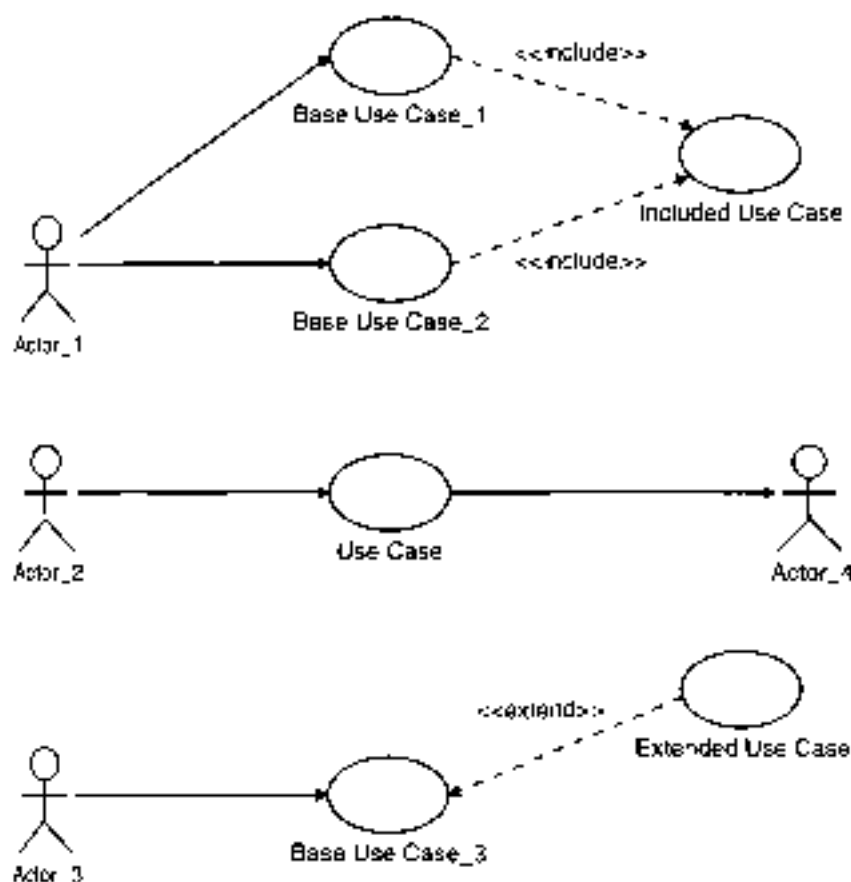 <<include>>
Base Use Case_1
Included Use Case
<<include>>
Base Use Case_2
Actor_1
Use Case
Actor_2
Actor_4
<<extend>>
Extended Use Case
Base Use Case_3
Actor_3